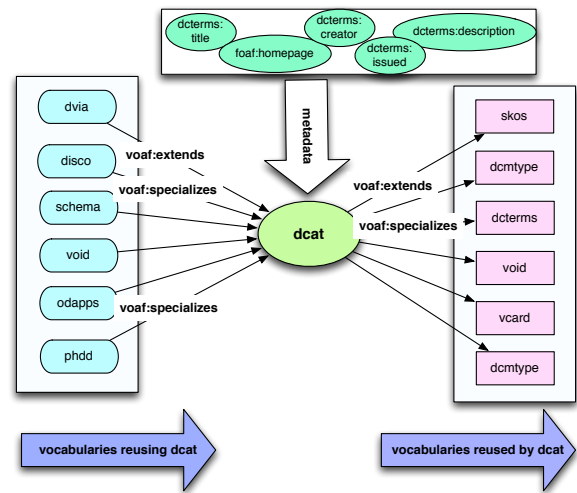 dcterms:
title
foaf:homepage
dcterms:
creator
dcterms:
issued
dcterms:description
metadata
dvia
disco
schema
void
odapps
phdd
voaf:extends
voaf:specializes
voaf:specializes
dcat
voaf:extends
voaf:specializes
skos
dcmtype
dcterms
void
vcard
dcmtype
vocabularies reusing dcat
vocabularies reused by dcat